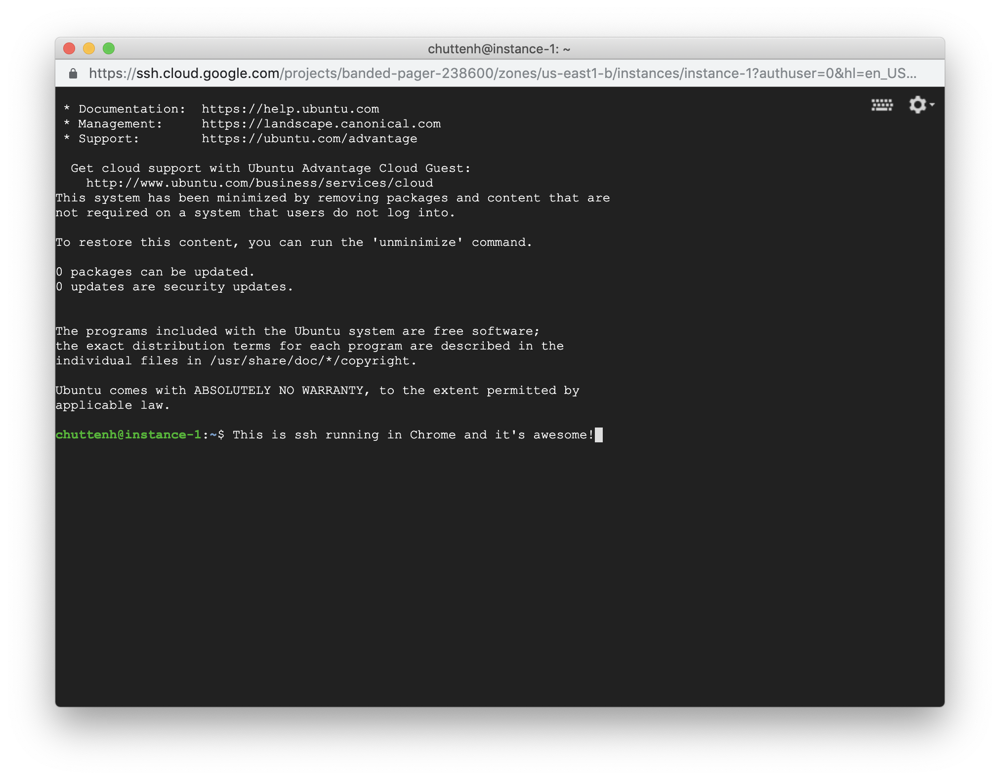 chuttenh@instance-1: ~
https://ssh.cloud.google.com/projects/banded-pager-238600/zones/us-east1-b/instances/instance-1?authuser=0&hl=en_US...
* Documentation:  https://help.ubuntu.com
* Management:     https://landscape.canonical.com
* Support:        https://ubuntu.com/advantage
Get cloud support with Ubuntu Advantage Cloud Guest:
http://www.ubuntu.com/business/services/cloud
This system has been minimized by removing packages and content that are
not required on a system that users do not log into.
To restore this content, you can run the 'unminimize' command.
0 packages can be updated.
0 updates are security updates.
The programs included with the Ubuntu system are free software;
the exact distribution terms for each program are described in the
individual files in /usr/share/doc/*/copyright.
Ubuntu comes with ABSOLUTELY NO WARRANTY, to the extent permitted by
applicable law.
chuttenh@instance-1:~$ This is ssh running in Chrome and it's awesome!